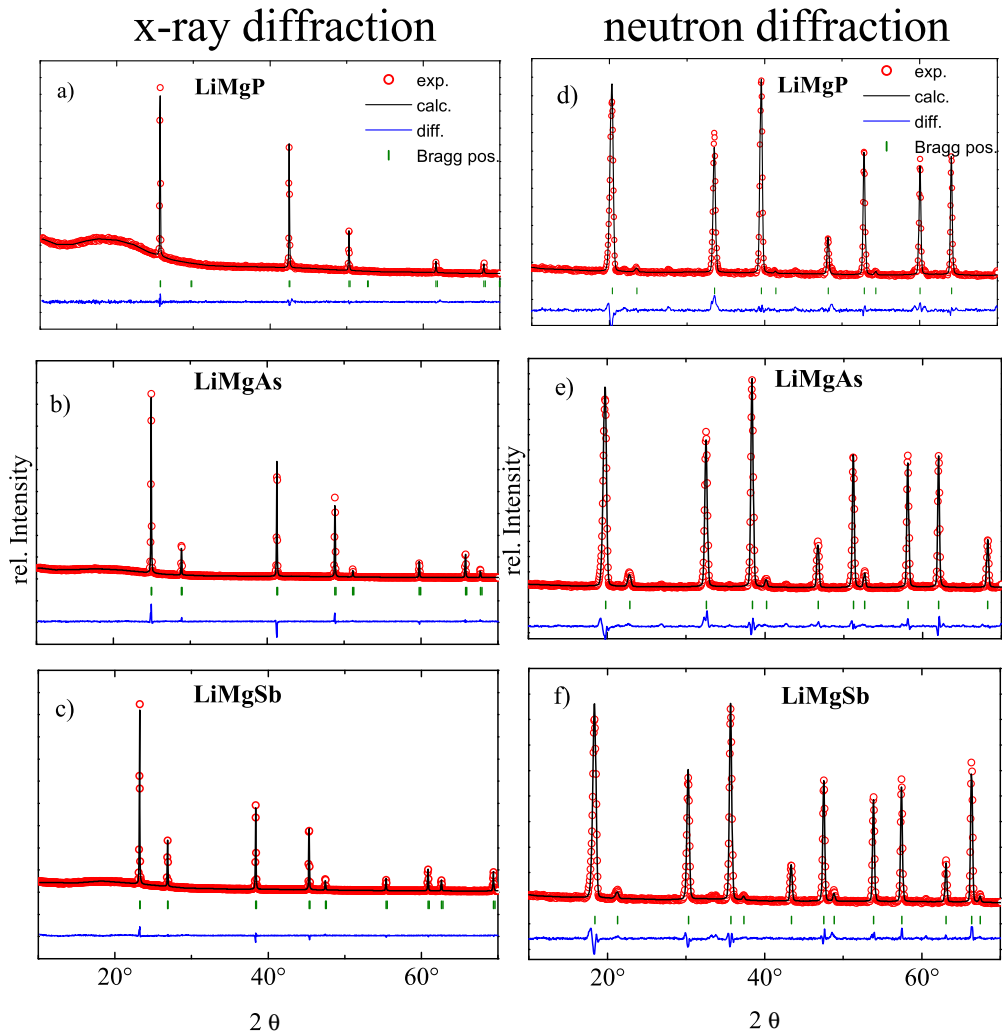 x-ray diffraction
neutron diffraction
a)
LiMgP
exp.
calc.
diff.
Bragg pos.
d)
LiMgP
exp.
calc.
diff.
Bragg pos.
b)
LiMgAs
e)
LiMgAs
rel. Intensity
rel. Intensity
c)
LiMgSb
f)
LiMgSb
20°
40°
60°
20°
40°
60°
2 θ
2 θ